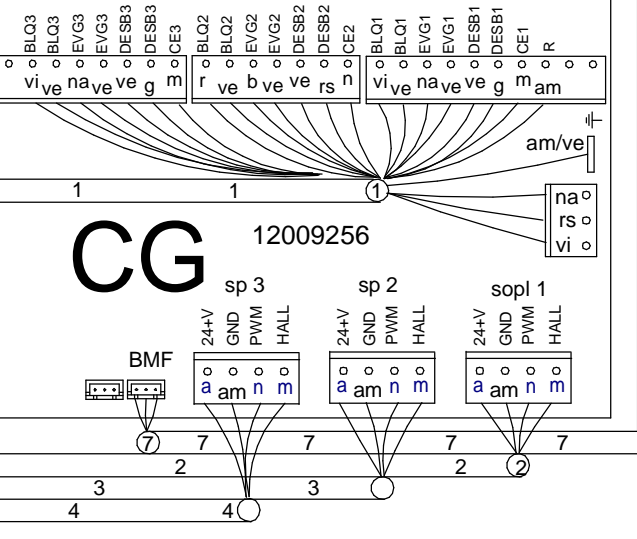 BLQ3 BLQ3 EVG3 EVG3 DESB3 DESB3 CE3 BLQ2 BLQ2 EVG2 EVG2 DESB2 DESB2 CE2 BLQ1 BLQ1 EVG1 EVG1 DESB1 DESB1 CE1 R
vi ve na ve ve g m r ve b ve ve rs n vi ve na ve ve g m am
am/ve
1 1 1
na
rs
vi
CG 12009256
sp 3 sp 2 sopl 1
24+V GND PWM HALL 24+V GND PWM HALL 24+V GND PWM HALL
BMF
a am n m a am n m a am n m
7 7 7 7 7
2 2 2
3 3
4 4